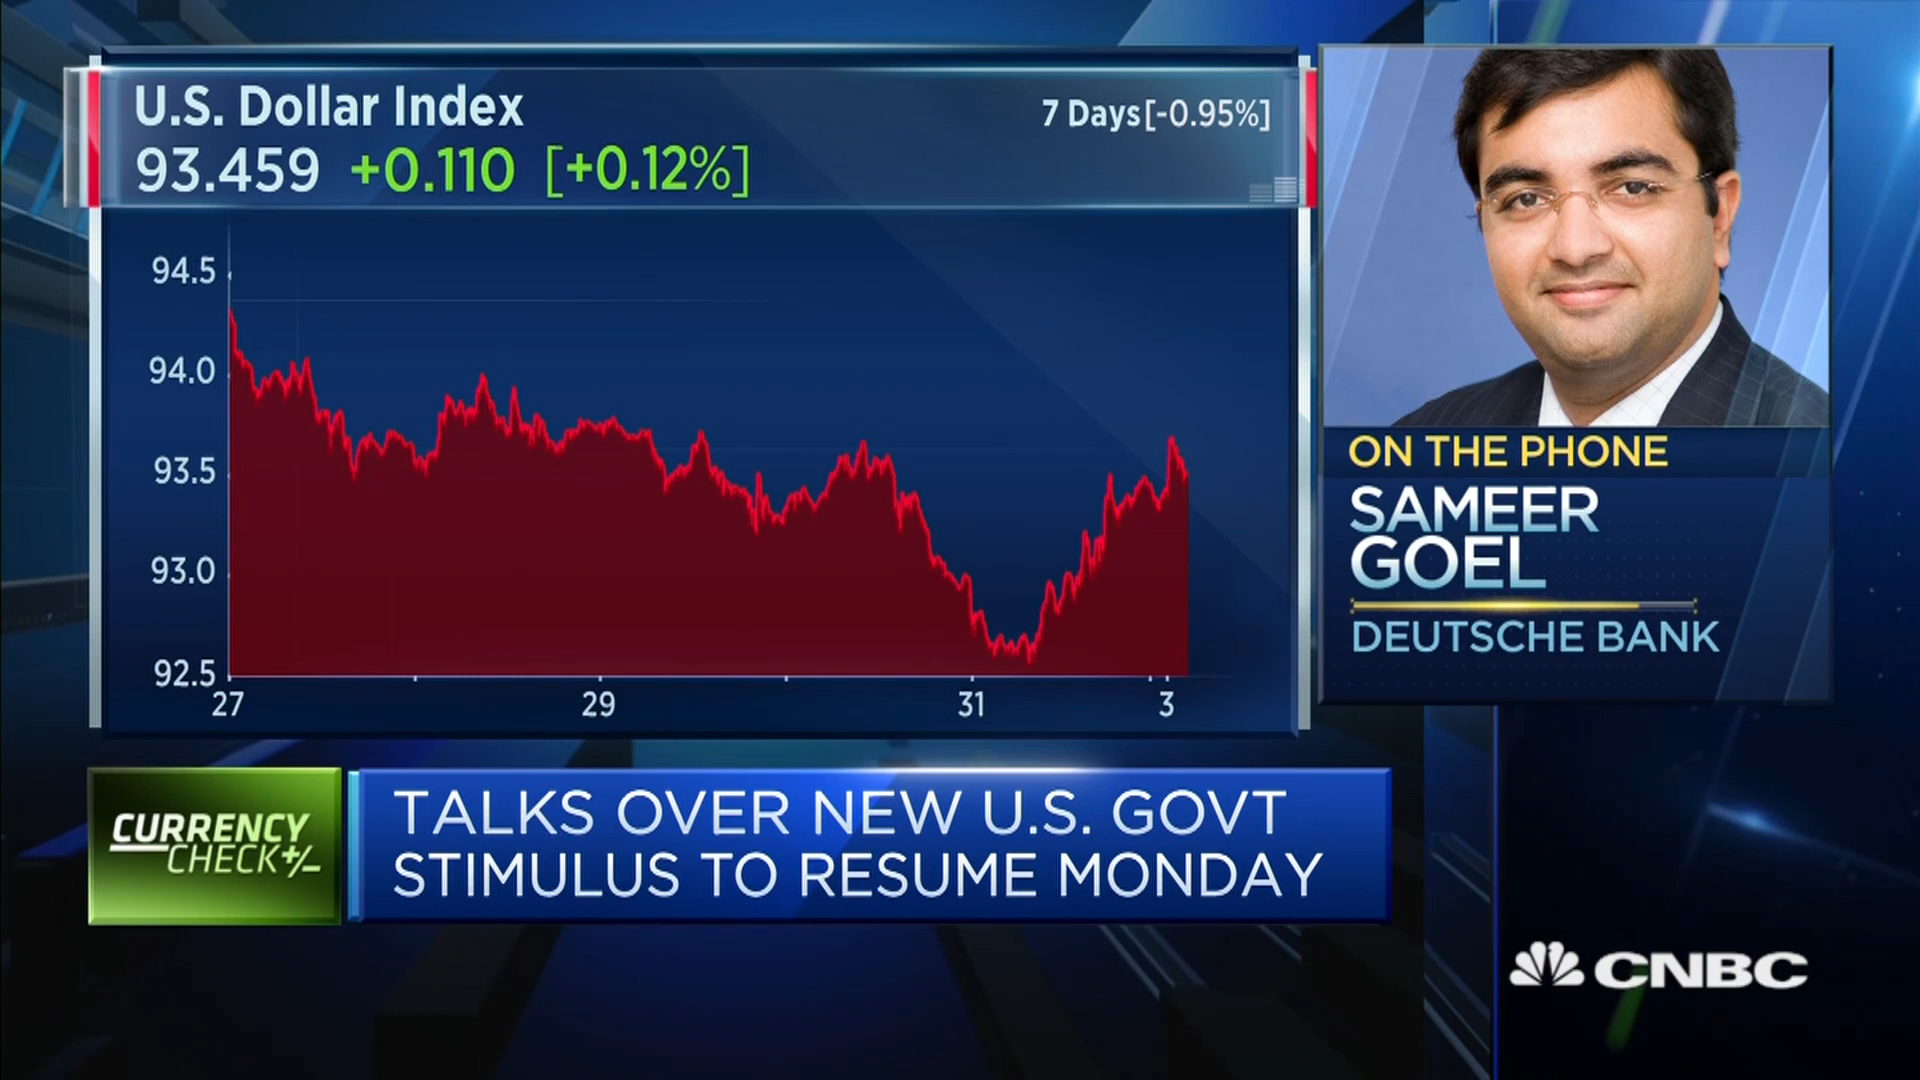 U.S. Dollar Index
7 Days[-0.95%]
93.459 +0.110 [+0.12%]
94.5
94.0
93.5
93.0
92.5
27 29 31 3
ON THE PHONE
SAMEER
GOEL
DEUTSCHE BANK
CURRENCY
CHECK+/-
TALKS OVER NEW U.S. GOVT
STIMULUS TO RESUME MONDAY
CNBC